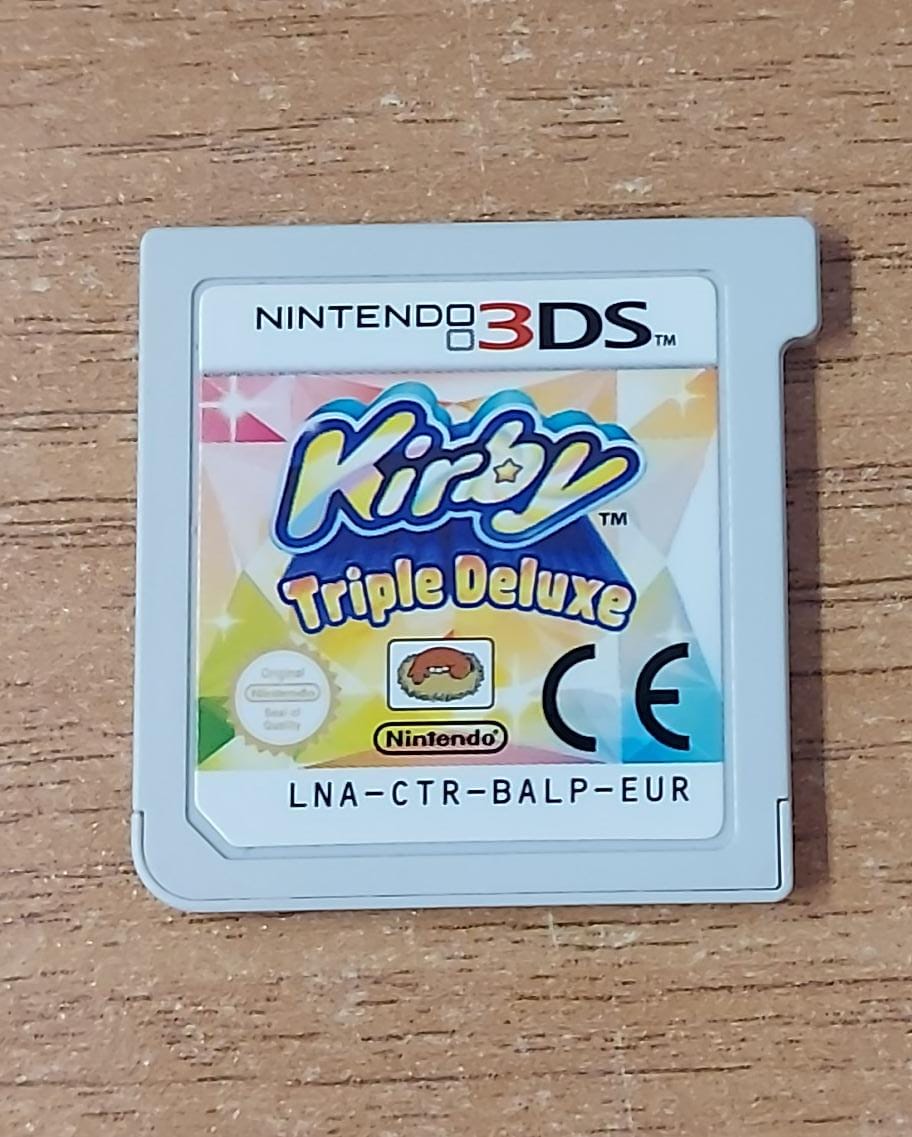 NINTENDO 3DS™
Kirby™
Triple Deluxe
Original
Nintendo
Seal of
Quality
Nintendo®
CE
LNA-CTR-BALP-EUR